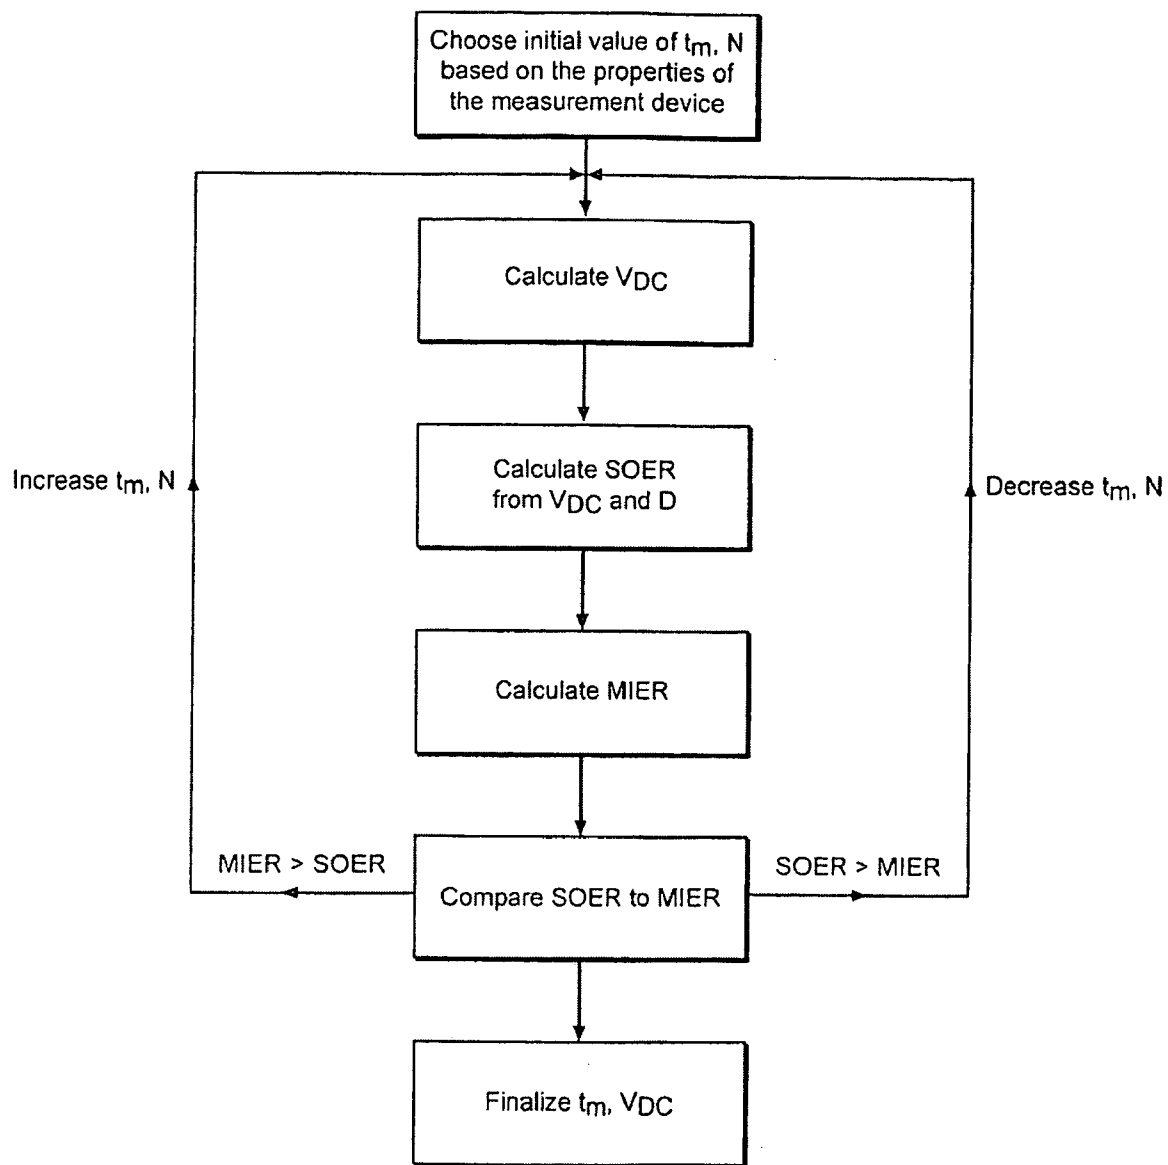 Choose initial value of tm, N
based on the properties of
the measurement device
Calculate VDC
Calculate SOER
from VDC and D
Increase tm, N
Decrease tm, N
Calculate MIER
MIER > SOER
SOER > MIER
Compare SOER to MIER
Finalize tm, VDC